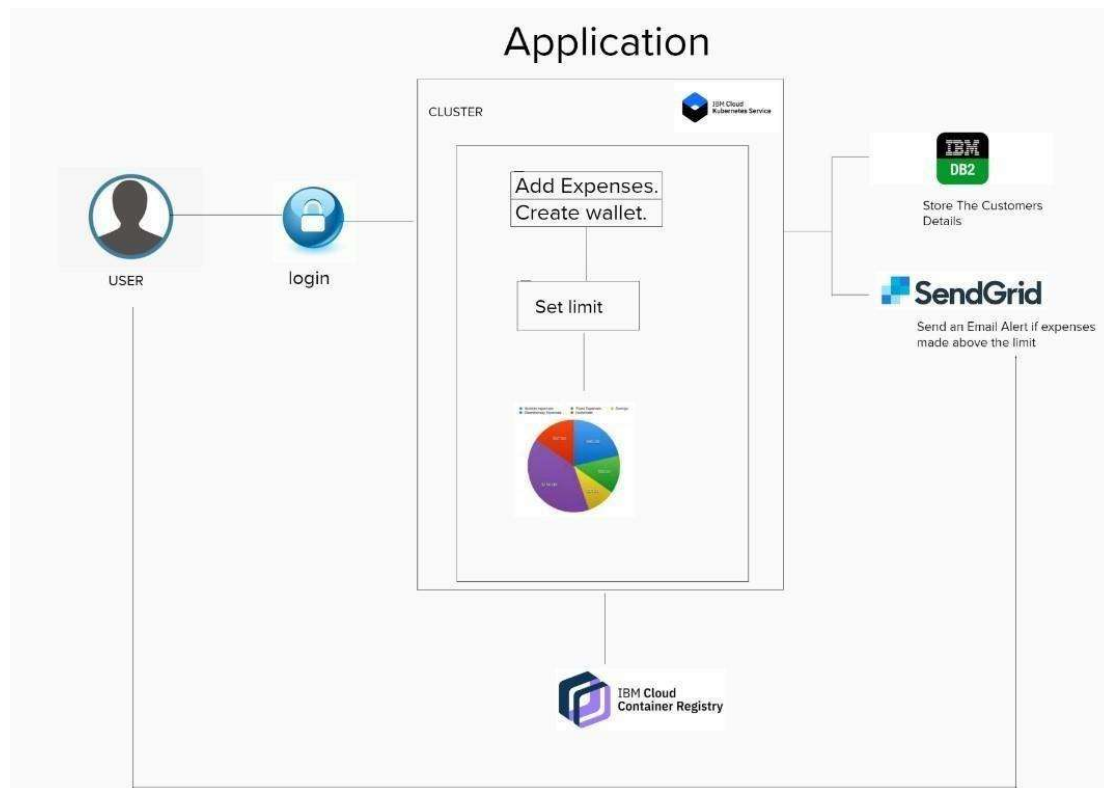 Application
CLUSTER
IBM Cloud
Kubernetes Service
Add Expenses.
Create wallet.
IBM
DB2
Store The Customers
Details
USER
login
Set limit
SendGrid
Send an Email Alert if expenses
made above the limit
IBM Cloud
Container Registry